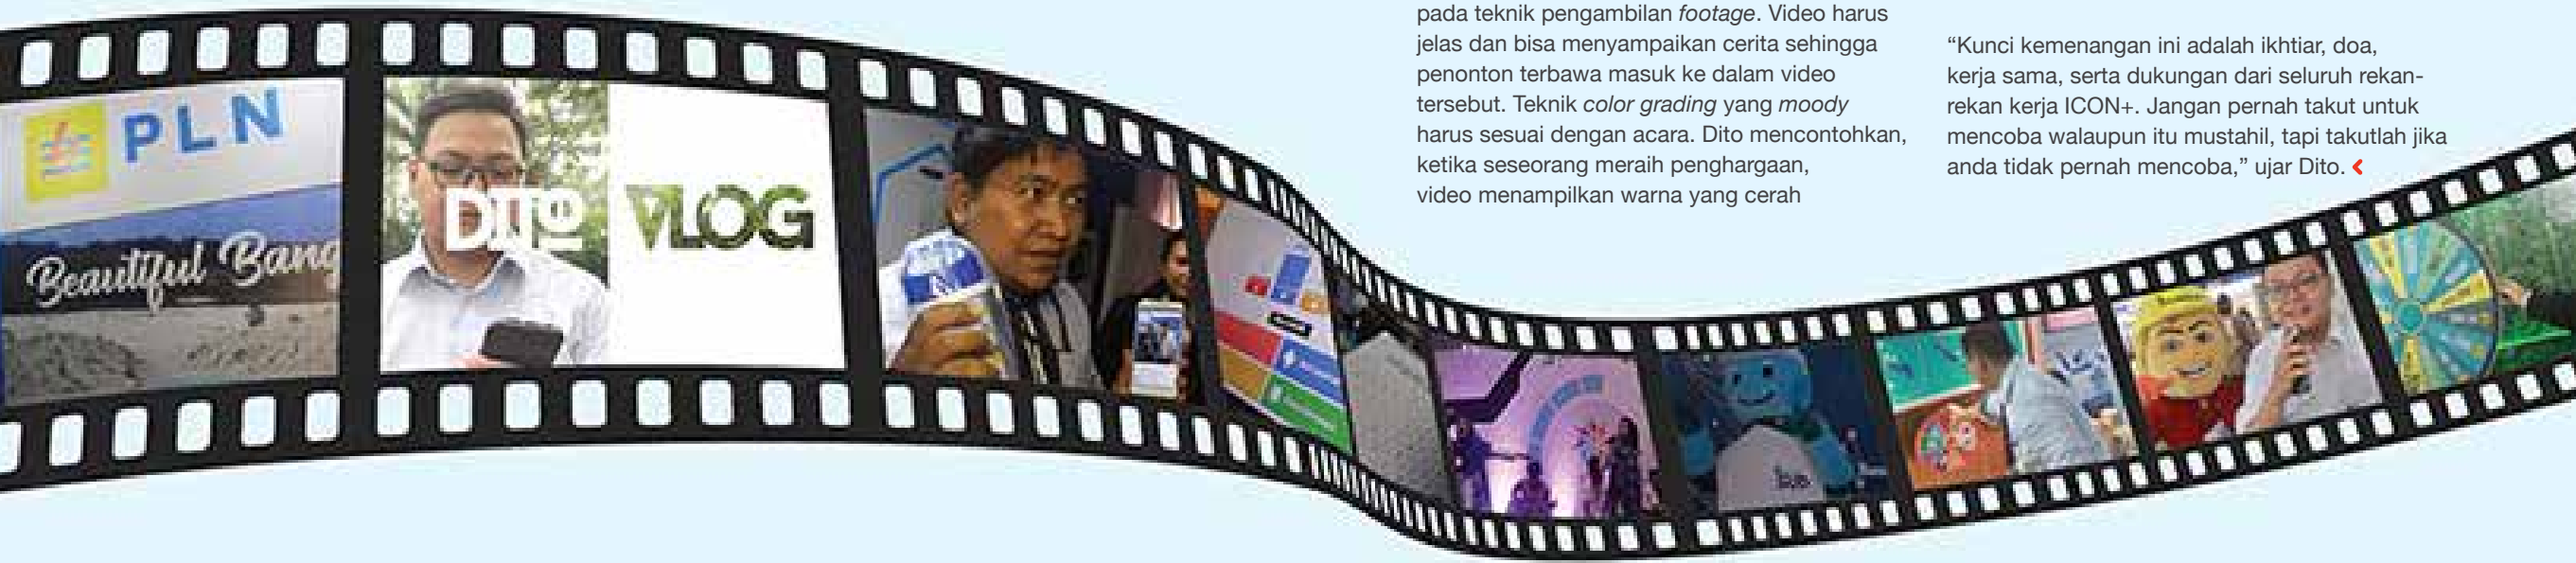 pada teknik pengambilan footage. Video harus
jelas dan bisa menyampaikan cerita sehingga
penonton terbawa masuk ke dalam video
tersebut. Teknik color grading yang moody
harus sesuai dengan acara. Dito mencontohkan,
ketika seseorang meraih penghargaan,
video menampilkan warna yang cerah
“Kunci kemenangan ini adalah ikhtiar, doa,
kerja sama, serta dukungan dari seluruh rekan-
rekan kerja ICON+. Jangan pernah takut untuk
mencoba walaupun itu mustahil, tapi takutlah jika
anda tidak pernah mencoba,” ujar Dito.
PLN
Beautiful Bang
DITO VLOG